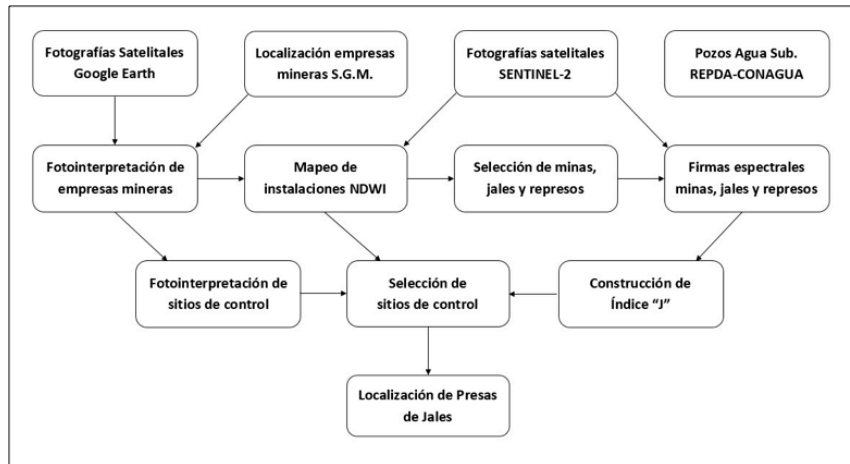 Fotografías Satelitales
Google Earth
Localización empresas
mineras S.G.M.
Fotografías satelitales
SENTINEL-2
Pozos Agua Sub.
REPDA-CONAGUA
Fotointerpretación de
empresas mineras
Mapeo de
instalaciones NDWI
Selección de minas,
jales y represos
Firmas espectrales
minas, jales y represos
Fotointerpretación de
sitios de control
Selección de
sitios de control
Construcción de
Índice “J”
Localización de Presas
de Jales